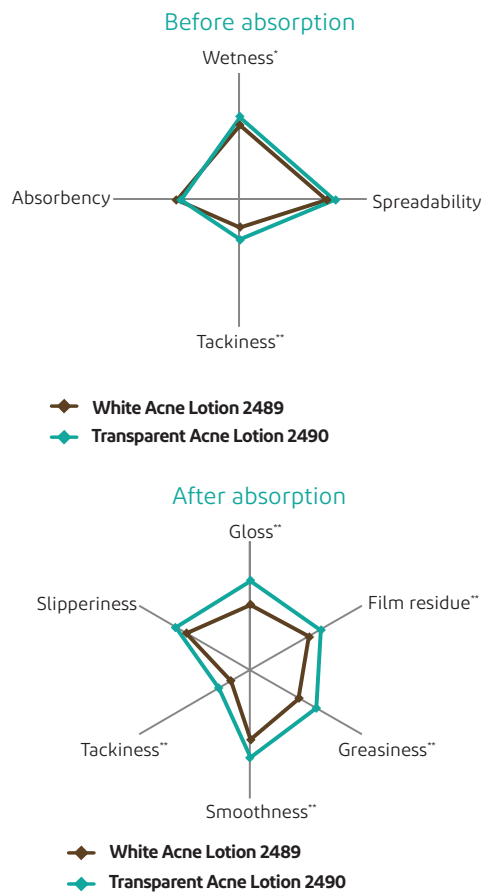 Before absorption
Wetness*
Absorbency
Spreadability
Tackiness**
White Acne Lotion 2489
Transparent Acne Lotion 2490
After absorption
Gloss**
Slipperiness
Film residue**
Tackiness**
Greasiness**
Smoothness**
White Acne Lotion 2489
Transparent Acne Lotion 2490